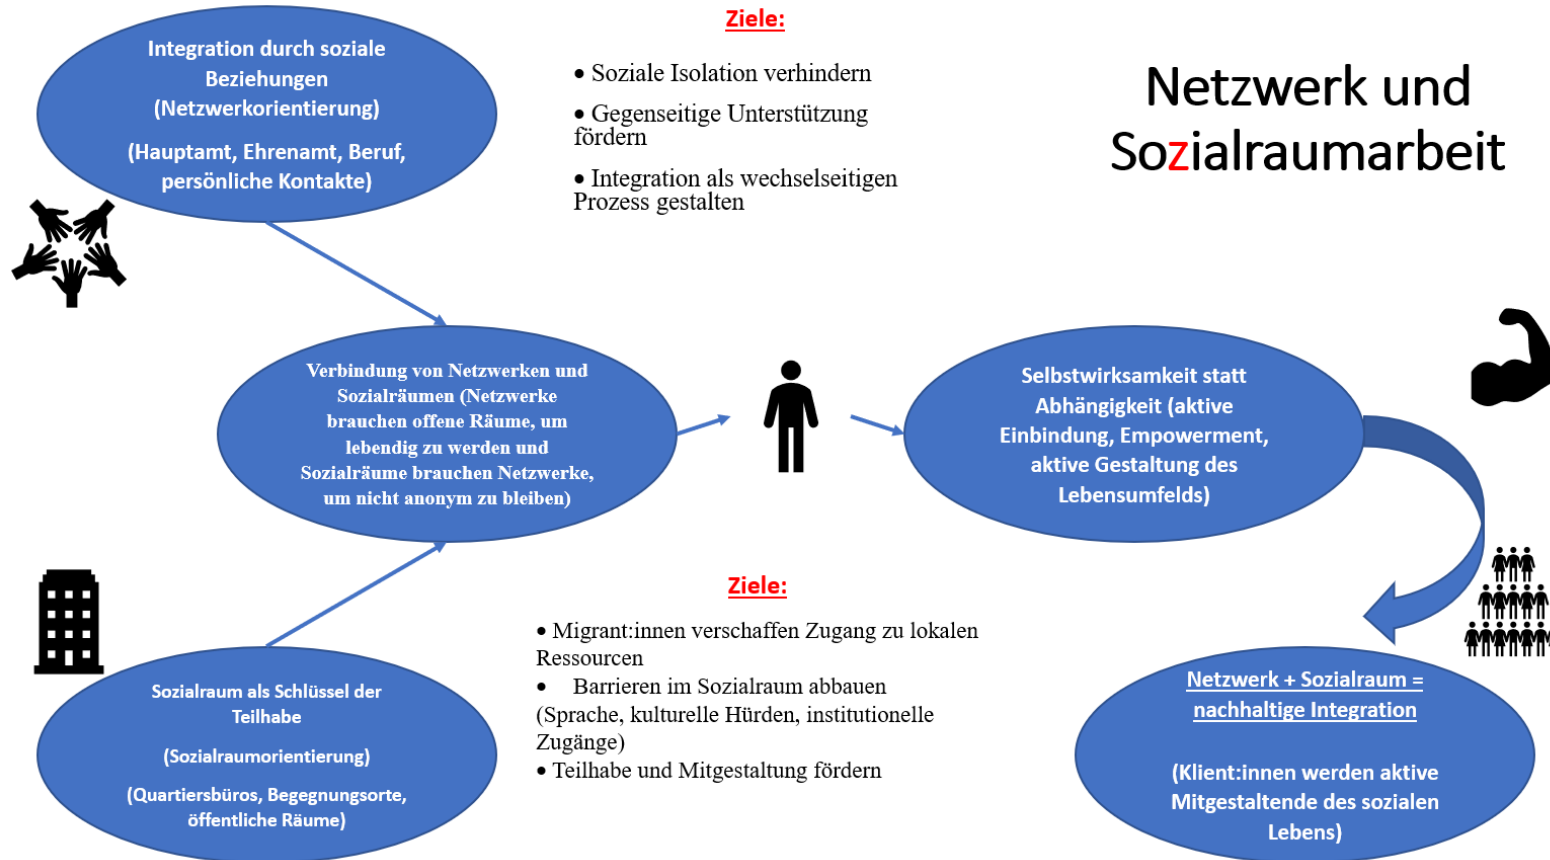 Netzwerk und
Sozialraumarbeit
Integration durch soziale
Beziehungen
(Netzwerkorientierung)
(Hauptamt, Ehrenamt, Beruf,
persönliche Kontakte)
Ziele:
• Soziale Isolation verhindern
• Gegenseitige Unterstützung
fördern
• Integration als wechselseitigen
Prozess gestalten
Verbindung von Netzwerken und
Sozialräumen (Netzwerke
brauchen offene Räume, um
lebendig zu werden und
Sozialräume brauchen Netzwerke,
um nicht anonym zu bleiben)
Selbstwirksamkeit statt
Abhängigkeit (aktive
Einbindung, Empowerment,
aktive Gestaltung des
Lebensumfelds)
Sozialraum als Schlüssel der
Teilhabe
(Sozialraumorientierung)
(Quartiersbüros, Begegnungsorte,
öffentliche Räume)
Ziele:
• Migrant:innen verschaffen Zugang zu lokalen
Ressourcen
• Barrieren im Sozialraum abbauen
(Sprache, kulturelle Hürden, institutionelle
Zugänge)
• Teilhabe und Mitgestaltung fördern
Netzwerk + Sozialraum =
nachhaltige Integration
(Klient:innen werden aktive
Mitgestaltende des sozialen
Lebens)